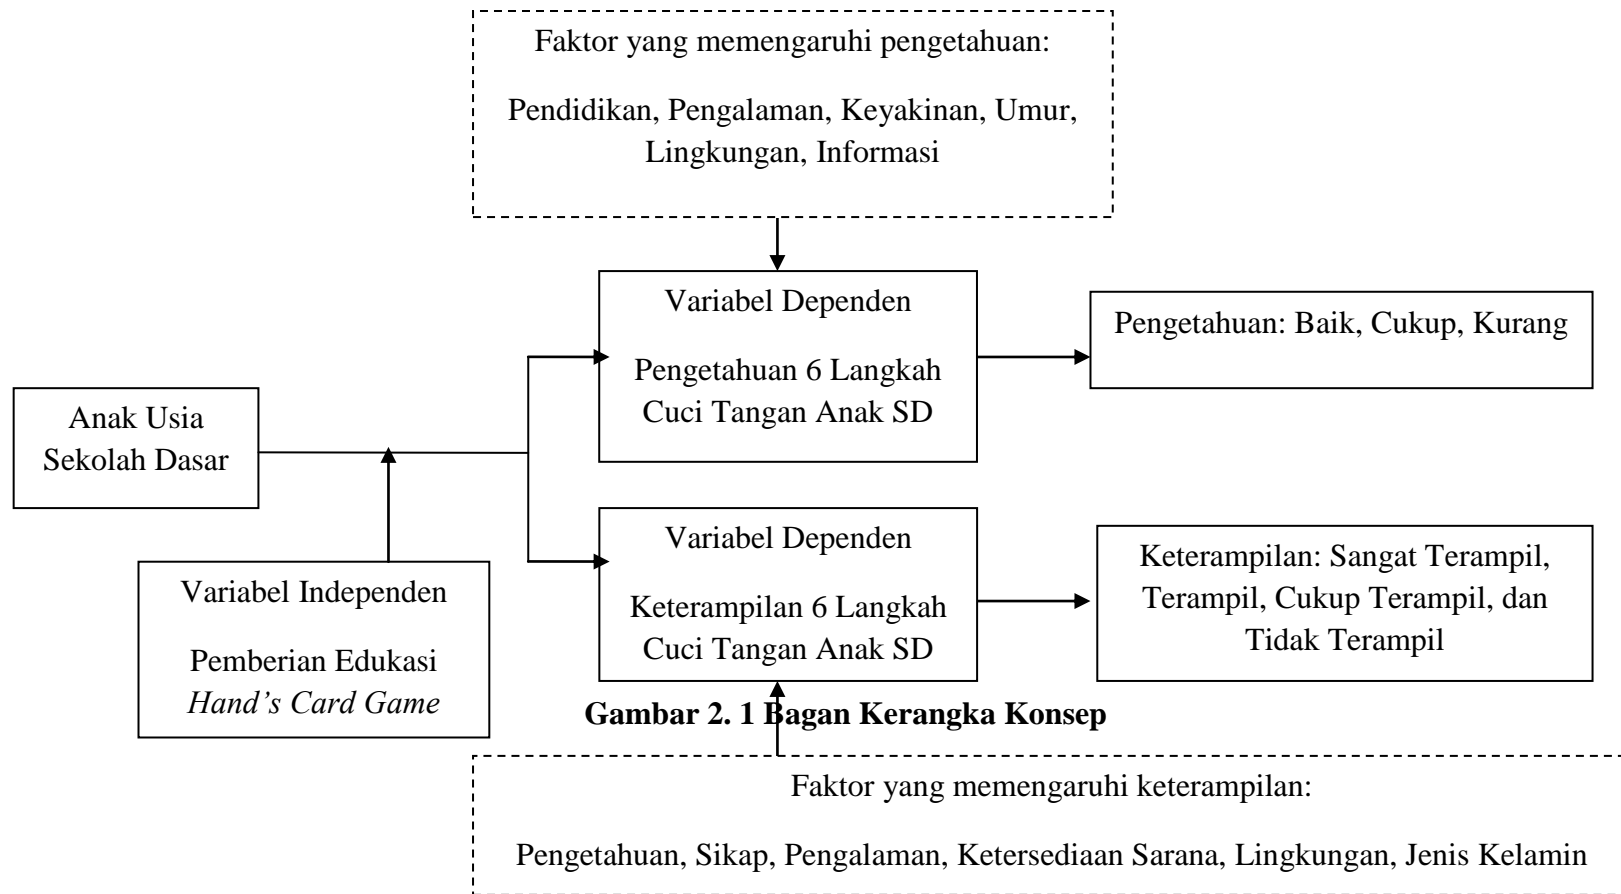 Faktor yang memengaruhi pengetahuan:
Pendidikan, Pengalaman, Keyakinan, Umur,
Lingkungan, Informasi
Variabel Dependen
Pengetahuan 6 Langkah
Cuci Tangan Anak SD
Pengetahuan: Baik, Cukup, Kurang
Anak Usia
Sekolah Dasar
Variabel Independen
Pemberian Edukasi
Hand’s Card Game
Variabel Dependen
Keterampilan 6 Langkah
Cuci Tangan Anak SD
Keterampilan: Sangat Terampil,
Terampil, Cukup Terampil, dan
Tidak Terampil
Gambar 2. 1 Bagan Kerangka Konsep
Faktor yang memengaruhi keterampilan:
Pengetahuan, Sikap, Pengalaman, Ketersediaan Sarana, Lingkungan, Jenis Kelamin